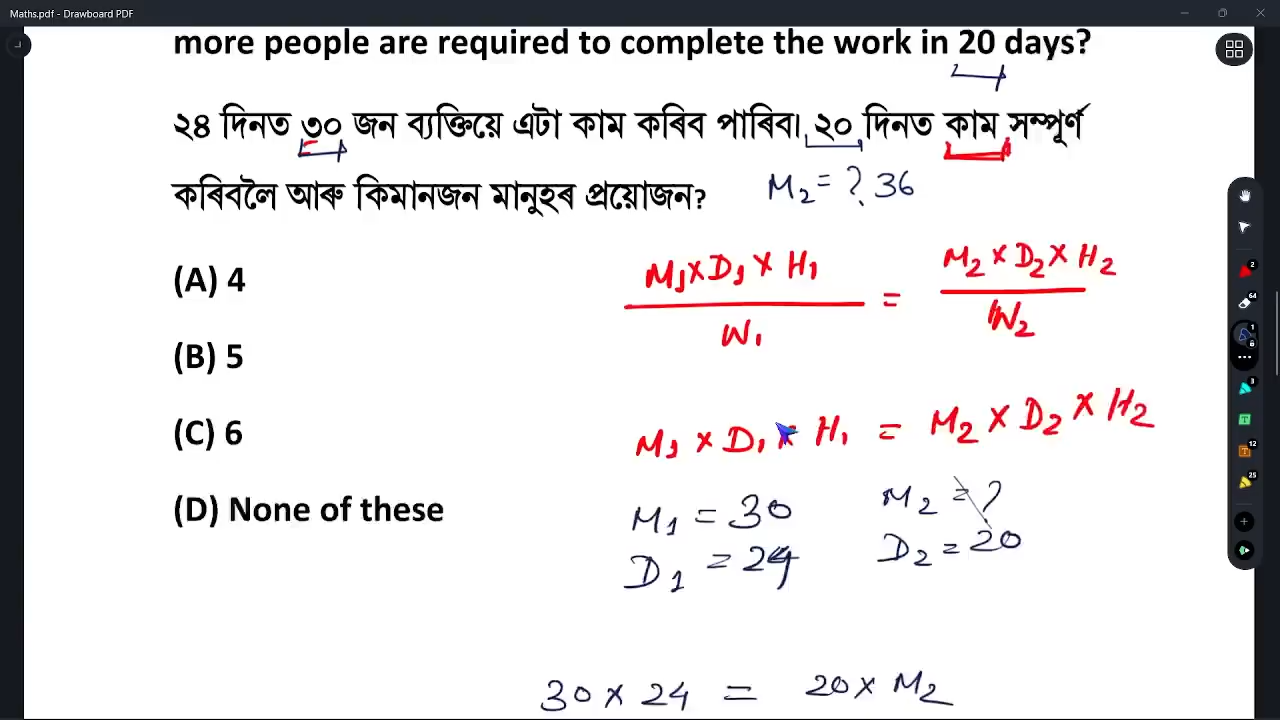 Maths.pdf - Drawboard PDF
more people are required to complete the work in 20 days?
২৪ দিনত ৩০ জন ব্যক্তিয়ে এটা কাম কৰিব পাৰিব। ২০ দিনত কাম সম্পূৰ্ণ
কৰিবলৈ আৰু কিমানজন মানুহৰ প্ৰয়োজন?
M₂ = ? 36
(A) 4
M₁ × D₁ × H₁ = M₂ × D₂ × H₂
W₁ W₂
(B) 5
(C) 6
M₁ × D₁ × H₁ = M₂ × D₂ × H₂
(D) None of these
M₁ = 30 M₂ = ?
D₁ = 24 D₂ = 20
30 × 24 = 20 × M₂